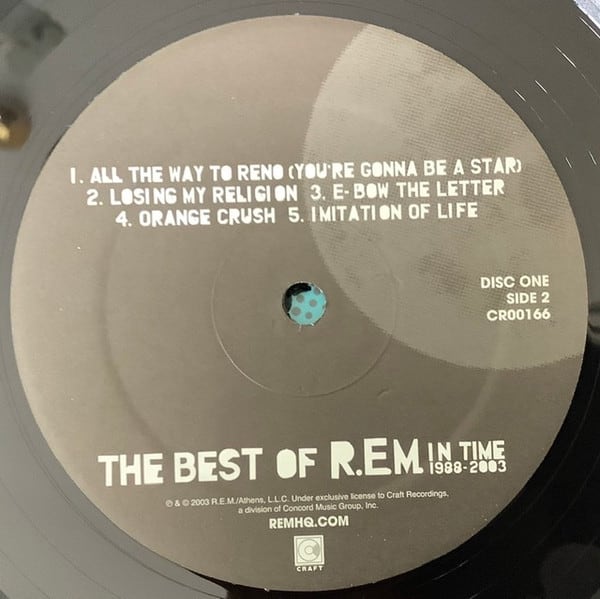 1. ALL THE WAY TO RENO (YOU'RE GONNA BE A STAR)
2. LOSING MY RELIGION 3. E-BOW THE LETTER
4. ORANGE CRUSH 5. IMITATION OF LIFE
DISC ONE
SIDE 2
CR00166
THE BEST OF R.E.M. IN TIME
1988-2003
℗ & © 2003 R.E.M./Athens, L.L.C. Under exclusive license to Craft Recordings,
a division of Concord Music Group, Inc.
REMHQ.COM
C
CRAFT